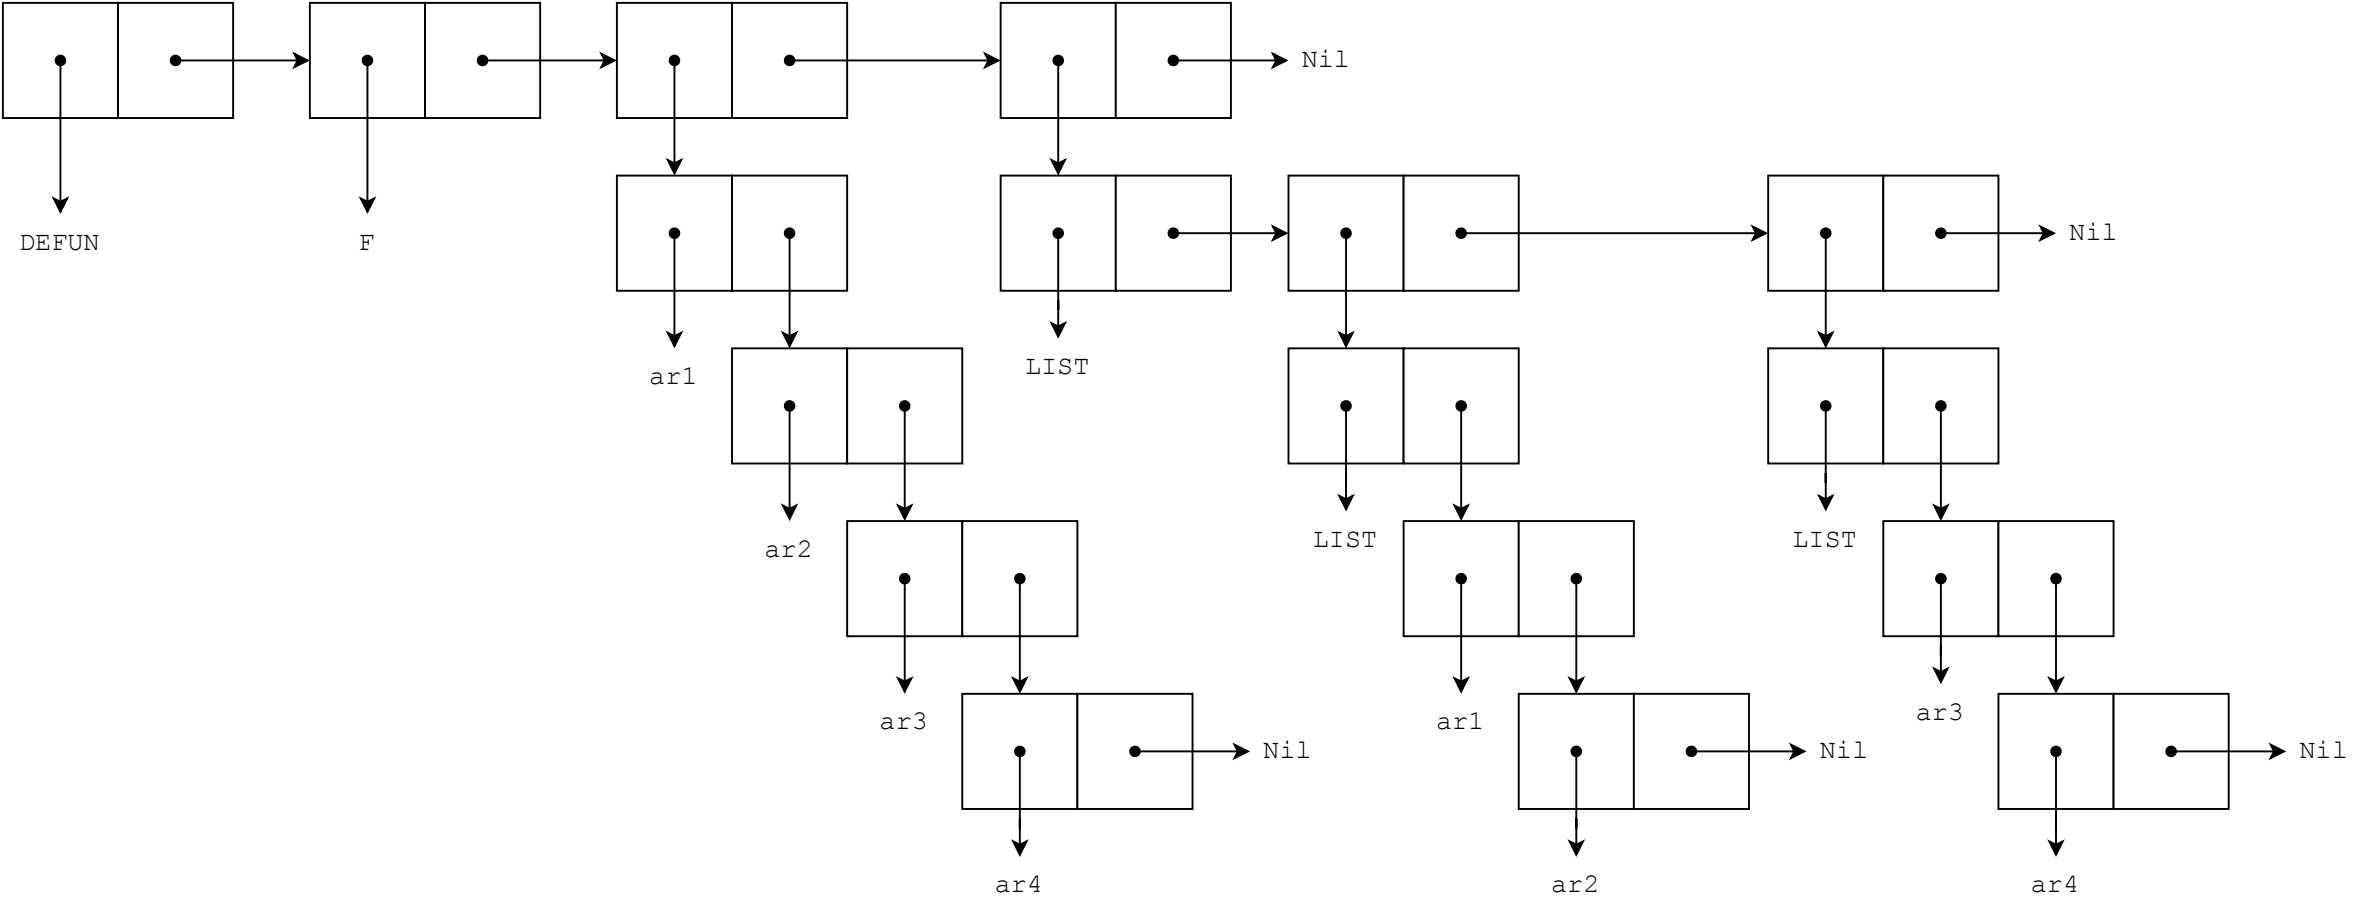 Nil
DEFUN
F
Nil
ar1
LIST
ar2
LIST
LIST
ar3
ar1
ar3
Nil
Nil
Nil
ar4
ar2
ar4